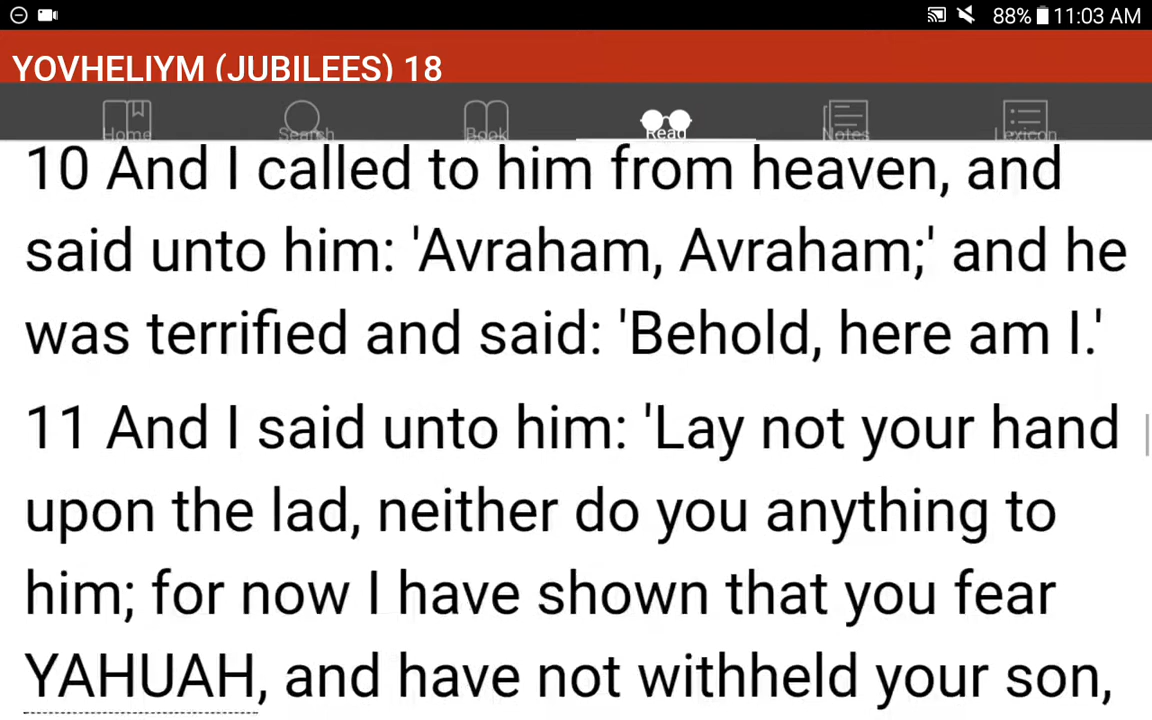 88% 11:03 AM
YOVHELIYM (JUBILEES) 18
Home Search Book Read Notes Lexicon
10 And I called to him from heaven, and
said unto him: 'Avraham, Avraham;' and he
was terrified and said: 'Behold, here am I.'
11 And I said unto him: 'Lay not your hand
upon the lad, neither do you anything to
him; for now I have shown that you fear
YAHUAH, and have not withheld your son,